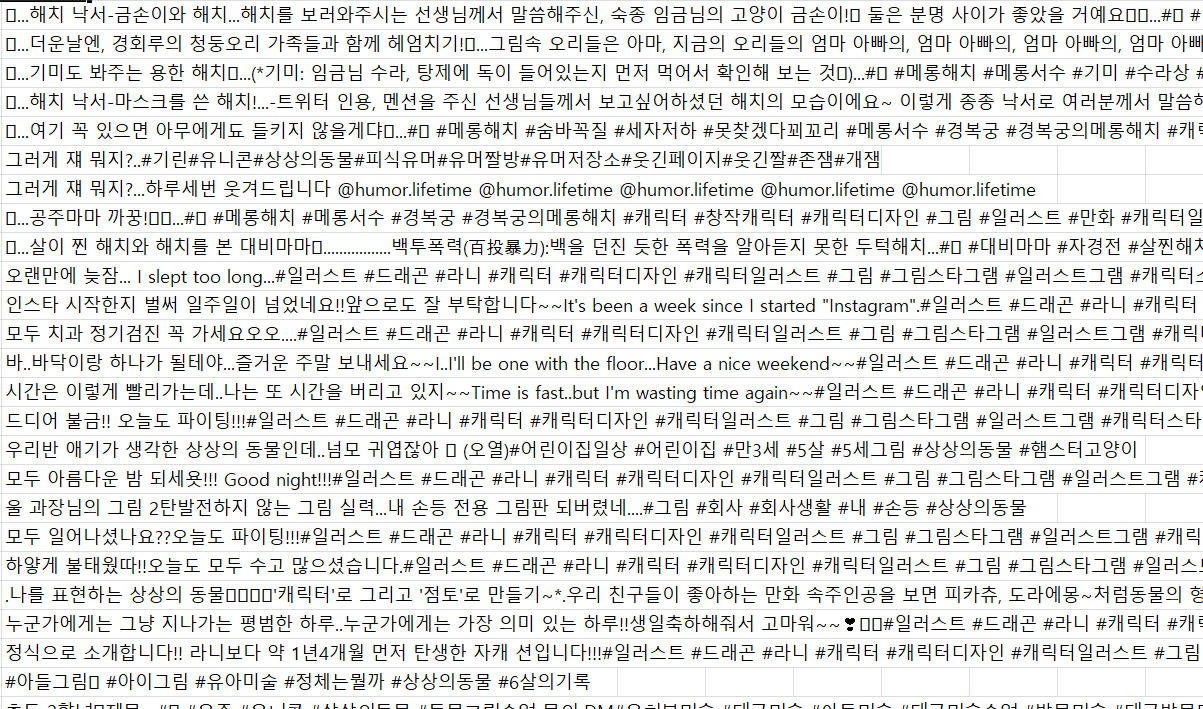 ▯...해치 낙서-금손이와 해치...해치를 보러와주시는 선생님께서 말씀해주신, 숙종 임금님의 고양이 금손이!▯ 둘은 분명 사이가 좋았을 거예요▯▯...#▯ #
▯...더운날엔, 경회루의 청둥오리 가족들과 함께 헤엄치기!▯...그림속 오리들은 아마, 지금의 오리들의 엄마 아빠의, 엄마 아빠의, 엄마 아빠의, 엄마 아빠
▯...기미도 봐주는 용한 해치▯...(*기미: 임금님 수라, 탕제에 독이 들어있는지 먼저 먹어서 확인해 보는 것▯)...#▯ #메롱해치 #메롱서수 #기미 #수라상 #
▯...해치 낙서-마스크를 쓴 해치!...-트위터 인용, 멘션을 주신 선생님들께서 보고싶어하셨던 해치의 모습이에요~ 이렇게 종종 낙서로 여러분께서 말씀해
▯...여기 꼭 있으면 아무에게됴 들키지 않을게댜▯...#▯ #메롱해치 #숨바꼭질 #세자저하 #못찾겠다꾀꼬리 #메롱서수 #경복궁 #경복궁의메롱해치 #캐릭
그러게 쟤 뭐지?..#기린#유니콘#상상의동물#피식유머#유머짤방#유머저장소#웃긴페이지#웃긴짤#존잼#개잼
그러게 쟤 뭐지?...하루세번 웃겨드립니다 @humor.lifetime @humor.lifetime @humor.lifetime @humor.lifetime @humor.lifetime
▯...공주마마 까꿍!▯▯...#▯ #메롱해치 #메롱서수 #경복궁 #경복궁의메롱해치 #캐릭터 #창작캐릭터 #캐릭터디자인 #그림 #일러스트 #만화 #캐릭터일
▯...살이 찐 해치와 해치를 본 대비마마▯.................백투폭력(百投暴力):백을 던진 듯한 폭력을 알아듣지 못한 두턱해치...#▯ #대비마마 #자경전 #살찐해치
오랜만에 늦잠... I slept too long...#일러스트 #드래곤 #라니 #캐릭터 #캐릭터디자인 #캐릭터일러스트 #그림 #그림스타그램 #일러스트그램 #캐릭터스
인스타 시작한지 벌써 일주일이 넘었네요!!앞으로도 잘 부탁합니다~~It's been a week since I started "Instagram".#일러스트 #드래곤 #라니 #캐릭터
모두 치과 정기검진 꼭 가세요오오....#일러스트 #드래곤 #라니 #캐릭터 #캐릭터디자인 #캐릭터일러스트 #그림 #그림스타그램 #일러스트그램 #캐릭터
바..바닥이랑 하나가 될테야...즐거운 주말 보내세요~~I..I'll be one with the floor...Have a nice weekend~~#일러스트 #드래곤 #라니 #캐릭터 #캐릭터
시간은 이렇게 빨리가는데..나는 또 시간을 버리고 있지~~Time is fast..but I'm wasting time again~~#일러스트 #드래곤 #라니 #캐릭터 #캐릭터디자인
드디어 불금!! 오늘도 파이팅!!!#일러스트 #드래곤 #라니 #캐릭터 #캐릭터디자인 #캐릭터일러스트 #그림 #그림스타그램 #일러스트그램 #캐릭터스타
우리반 애기가 생각한 상상의 동물인데..넘모 귀엽잖아 ▯ (오열)#어린이집일상 #어린이집 #만3세 #5살 #5세그림 #상상의동물 #햄스터고양이
모두 아름다운 밤 되세욧!!! Good night!!!#일러스트 #드래곤 #라니 #캐릭터 #캐릭터디자인 #캐릭터일러스트 #그림 #그림스타그램 #일러스트그램 #캐
울 과장님의 그림 2탄발전하지 않는 그림 실력...내 손등 전용 그림판 되버렸네....#그림 #회사 #회사생활 #내 #손등 #상상의동물
모두 일어나셨나요??오늘도 파이팅!!!#일러스트 #드래곤 #라니 #캐릭터 #캐릭터디자인 #캐릭터일러스트 #그림 #그림스타그램 #일러스트그램 #캐릭
하얗게 불태웠따!!오늘도 모두 수고 많으셨습니다.#일러스트 #드래곤 #라니 #캐릭터 #캐릭터디자인 #캐릭터일러스트 #그림 #그림스타그램 #일러스
.나를 표현하는 상상의 동물▯▯▯▯'캐릭터'로 그리고 '점토'로 만들기~*.우리 친구들이 좋아하는 만화 속주인공을 보면 피카츄, 도라에몽~처럼동물의 형
누군가에게는 그냥 지나가는 평범한 하루..누군가에게는 가장 의미 있는 하루!!생일축하해줘서 고마워~~❣▯▯#일러스트 #드래곤 #라니 #캐릭터 #캐릭
정식으로 소개합니다!! 라니보다 약 1년4개월 먼저 탄생한 자캐 션입니다!!!#일러스트 #드래곤 #라니 #캐릭터 #캐릭터디자인 #캐릭터일러스트 #그림
#아들그림▯ #아이그림 #유아미술 #정체는뭘까 #상상의동물 #6살의기록